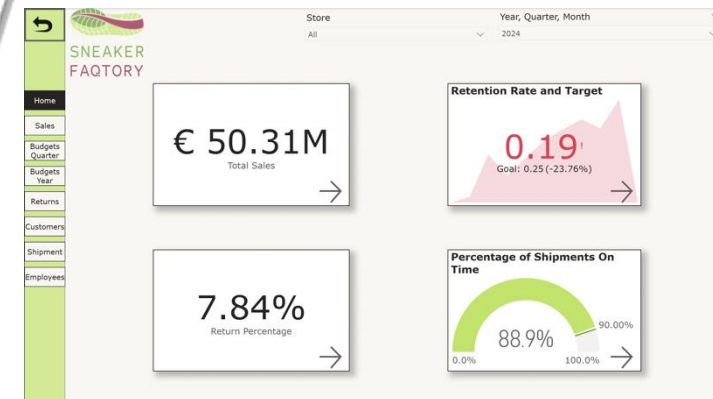 Store
All
Year, Quarter, Month
2024
SNEAKER
FAQTORY
Home
Sales
Budgets
Quarter
Budgets
Year
Returns
Customers
Shipment
Employees
€ 50.31M
Total Sales
Retention Rate and Target
0.19!
Goal: 0.25 (-23.76%)
7.84%
Return Percentage
Percentage of Shipments On
Time
88.9%
90.00%
0.0%
100.0%